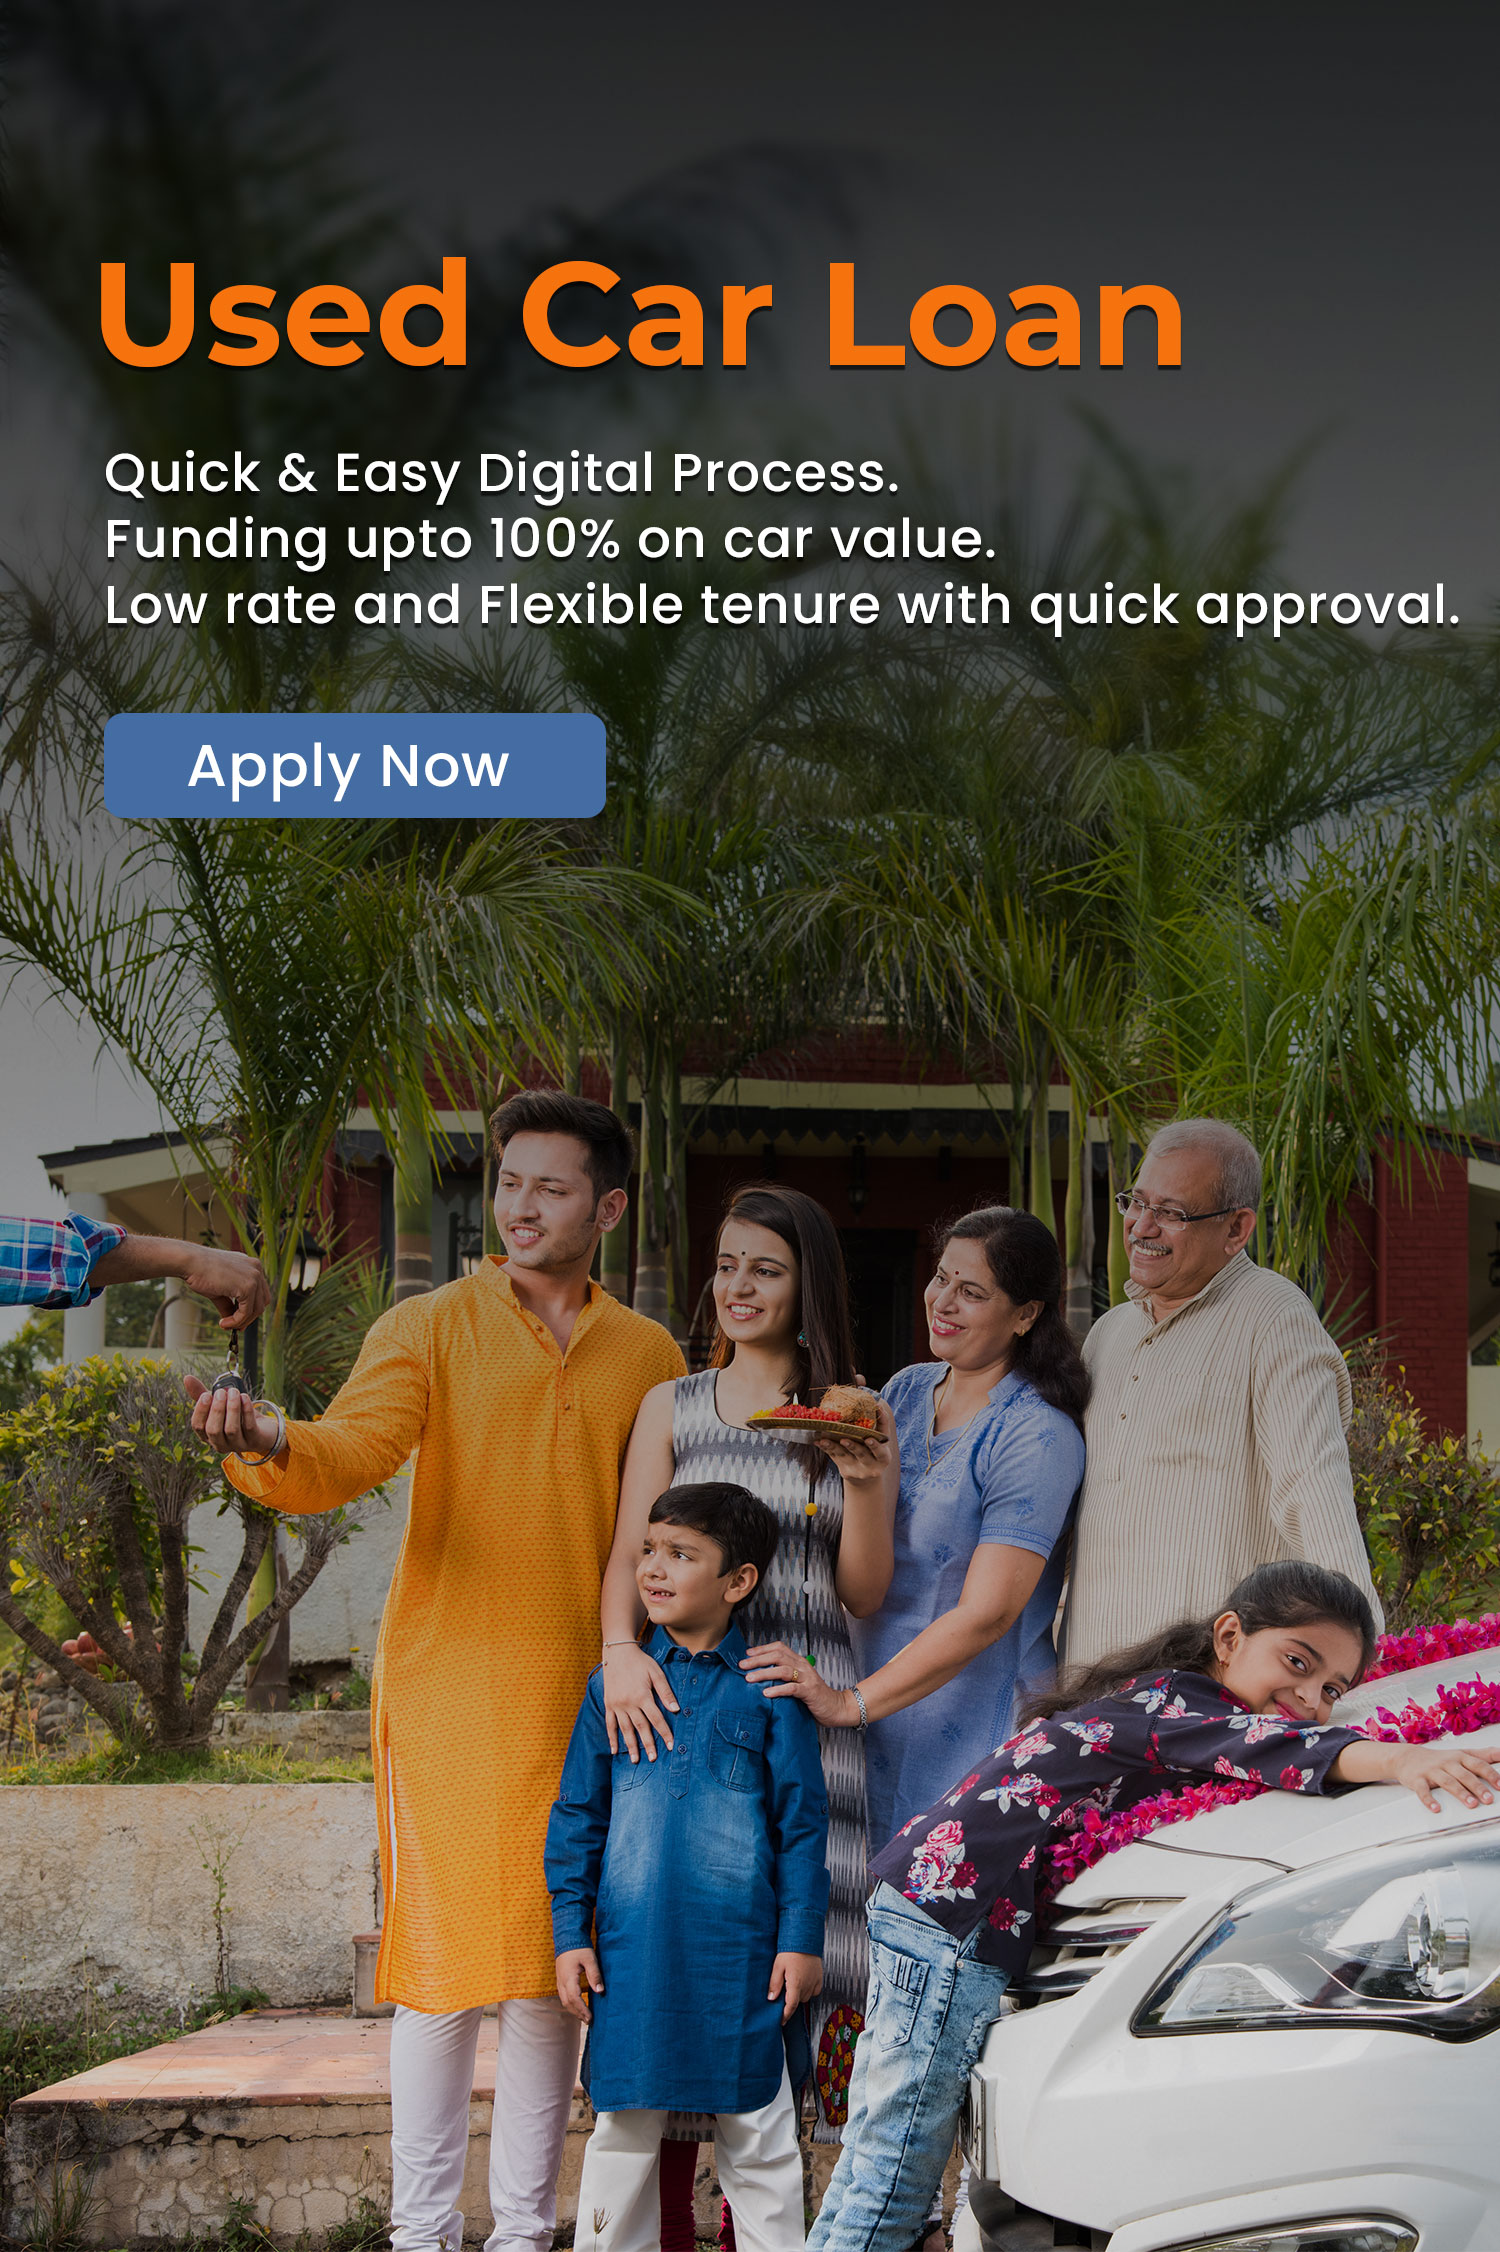 Used Car Loan
Quick & Easy Digital Process.
Funding upto 100% on car value.
Low rate and Flexible tenure with quick approval.
Apply Now